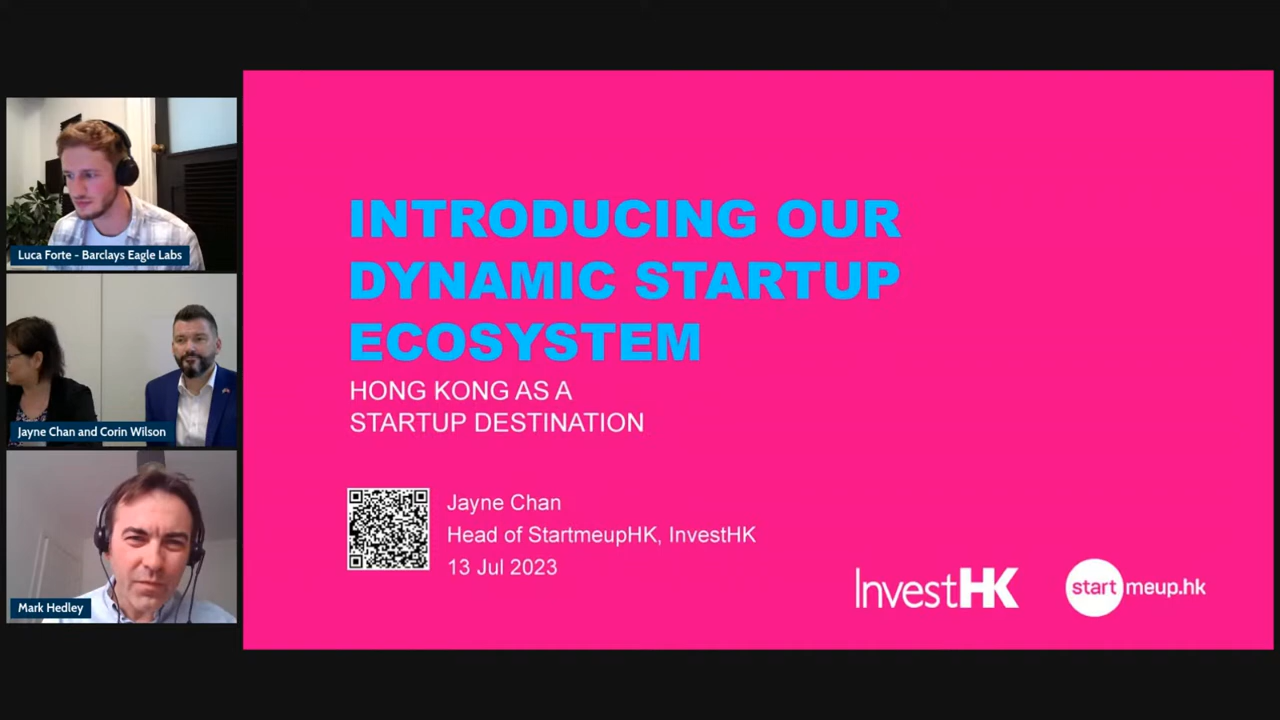 Luca Forte - Barclays Eagle Labs
Jayne Chan and Corin Wilson
Mark Hedley
INTRODUCING OUR
DYNAMIC STARTUP
ECOSYSTEM
HONG KONG AS A
STARTUP DESTINATION
Jayne Chan
Head of StartmeupHK, InvestHK
13 Jul 2023
InvestHK
startmeup.hk